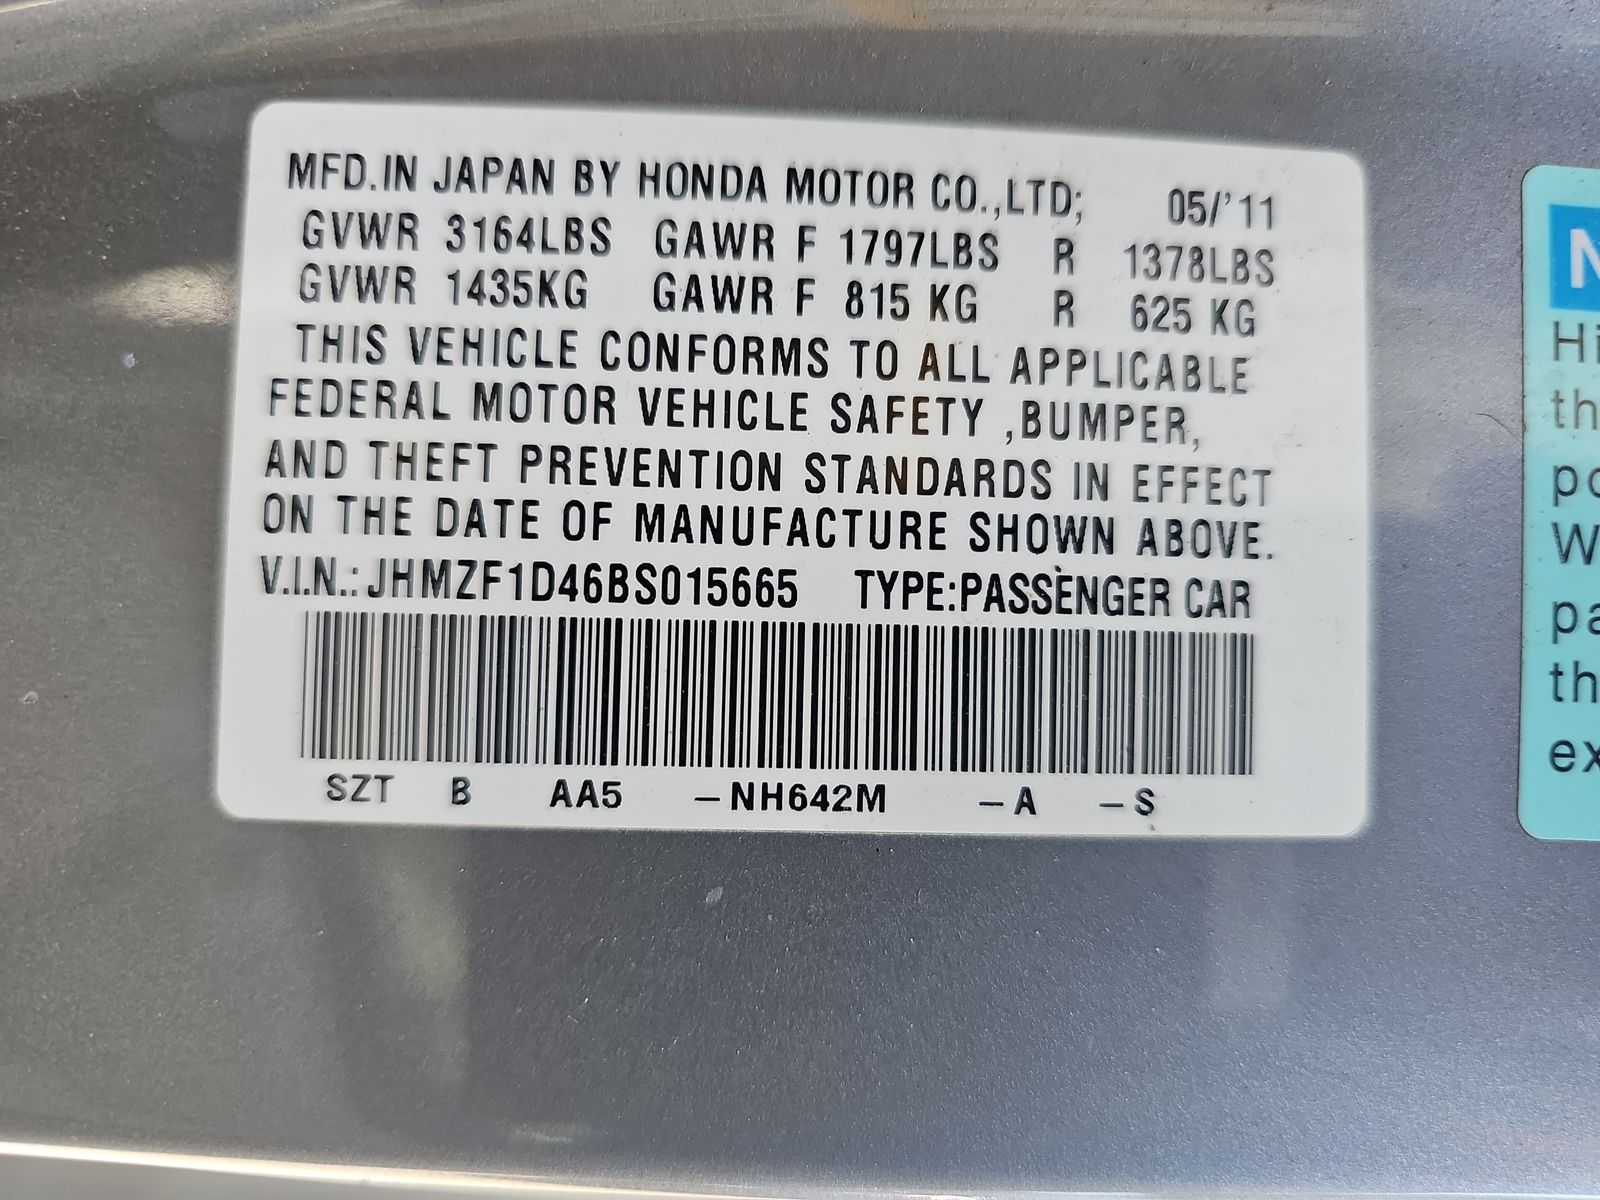 MFD.IN JAPAN BY HONDA MOTOR CO.,LTD; 05/'11
GVWR 3164LBS GAWR F 1797LBS R 1378LBS
GVWR 1435KG GAWR F 815 KG R 625 KG
THIS VEHICLE CONFORMS TO ALL APPLICABLE
FEDERAL MOTOR VEHICLE SAFETY ,BUMPER,
AND THEFT PREVENTION STANDARDS IN EFFECT
ON THE DATE OF MANUFACTURE SHOWN ABOVE.
V.I.N.: JHMZF1D46BS015665 TYPE:PASSENGER CAR
SZT B AA5 -NH642M -A -S